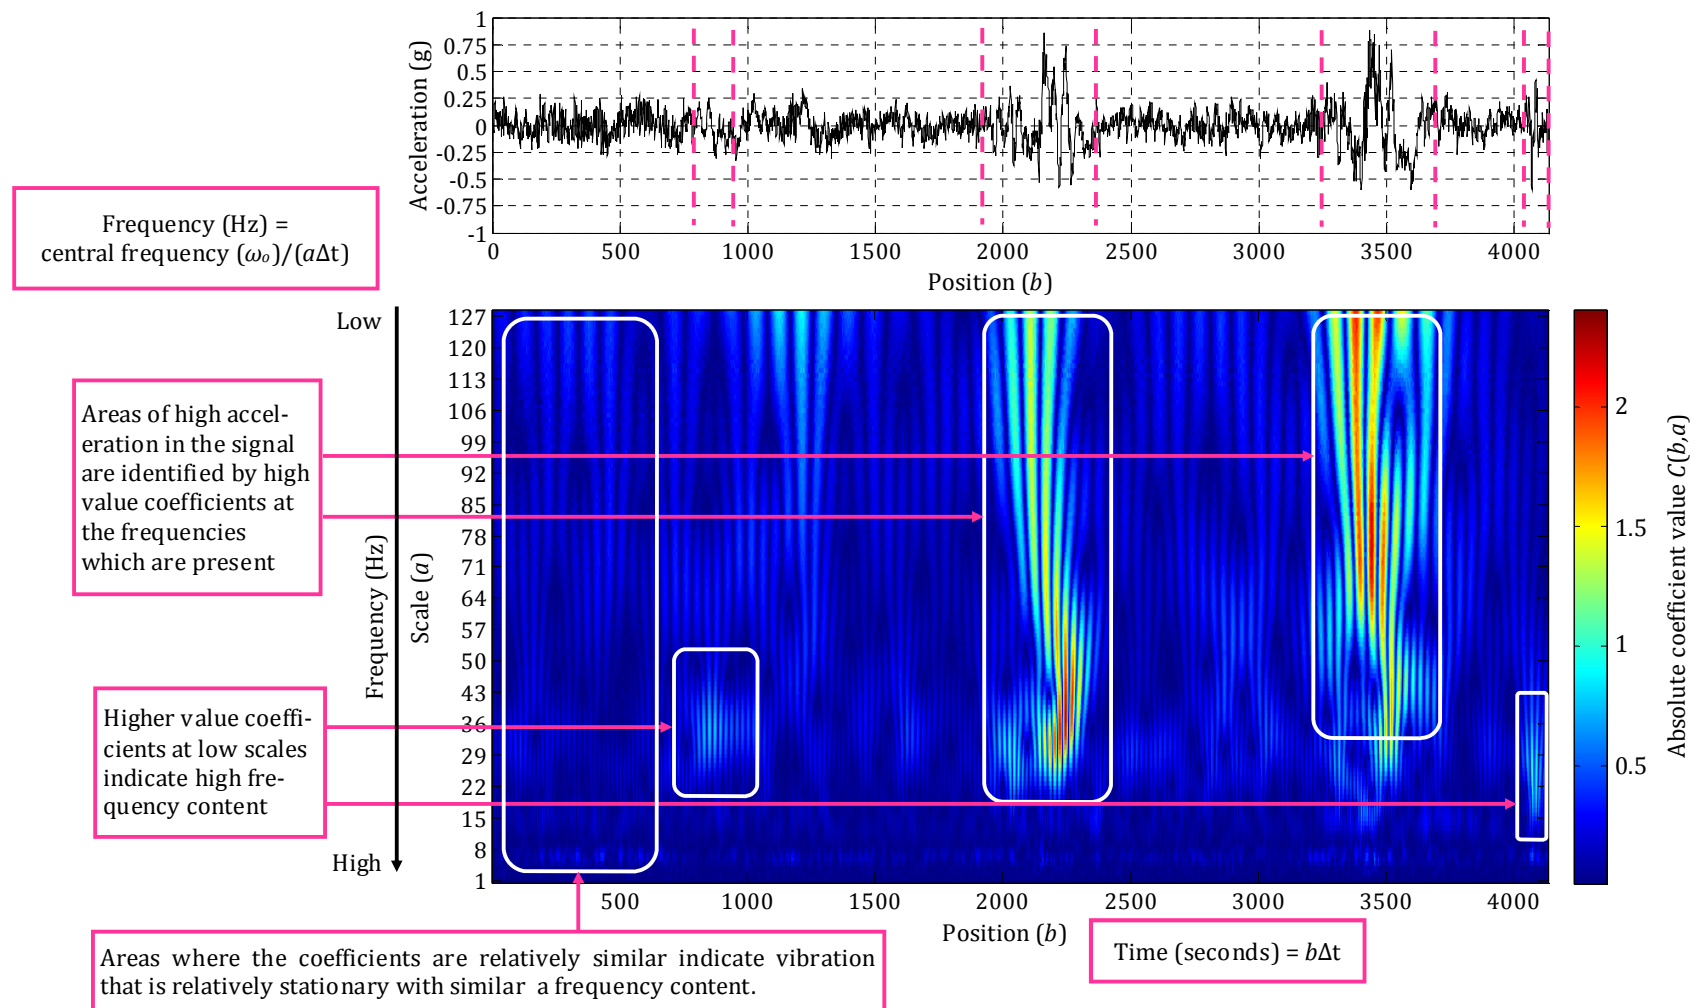 1
0.75
0.5
0.25
0
-0.25
-0.5
-0.75
-1
Acceleration (g)
0 500 1000 1500 2000 2500 3000 3500 4000
Position (b)
Frequency (Hz) =
central frequency (ωₒ)/(aΔt)
Low
High
Frequency (Hz)
Scale (a)
127
120
113
106
99
92
85
78
71
64
57
50
43
36
29
22
15
8
1
500 1000 1500 2000 2500 3000 3500 4000
Position (b)
Areas of high accel-
eration in the signal
are identified by high
value coefficients at
the frequencies
which are present
Higher value coeffi-
cients at low scales
indicate high fre-
quency content
Areas where the coefficients are relatively similar indicate vibration
that is relatively stationary with similar a frequency content.
Time (seconds) = bΔt
2
1.5
1
0.5
Absolute coefficient value C(b,a)